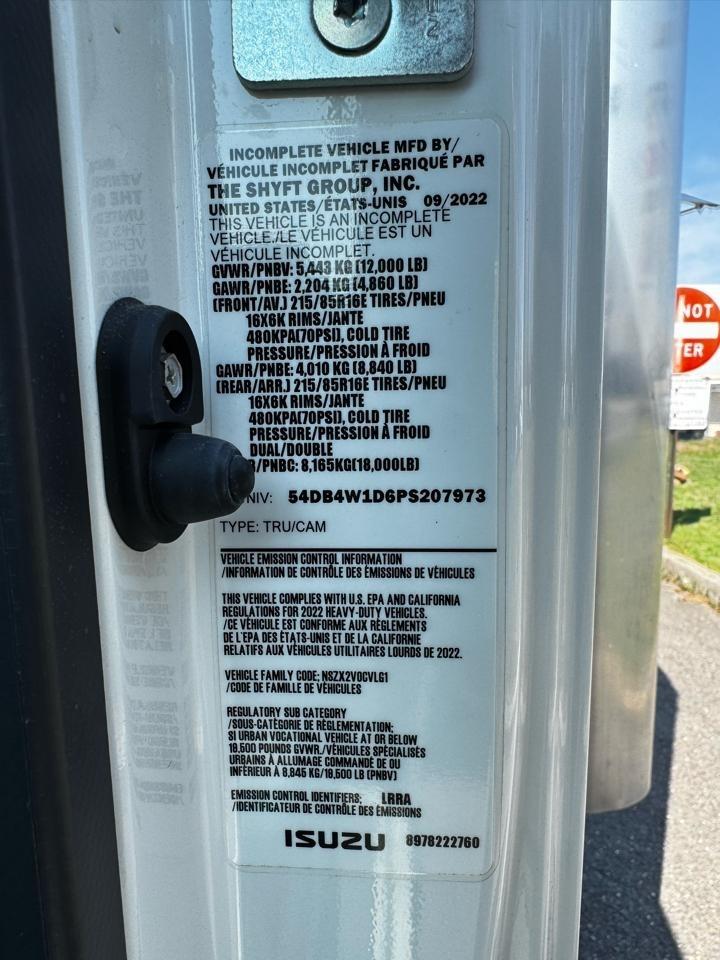 INCOMPLETE VEHICLE MFD BY/
VÉHICULE INCOMPLET FABRIQUÉ PAR
THE SHYFT GROUP, INC.
UNITED STATES/ÉTATS-UNIS 09/2022
THIS VEHICLE IS AN INCOMPLETE
VEHICLE./LE VÉHICULE EST UN
VÉHICULE INCOMPLET.
GVWR/PNBV: 5,443 KG (12,000 LB)
GAWR/PNBE: 2,204 KG (4,860 LB)
(FRONT/AV.) 215/85R16E TIRES/PNEU
16X6K RIMS/JANTE
480KPA(70PSI), COLD TIRE
PRESSURE/PRESSION À FROID
GAWR/PNBE: 4,010 KG (8,840 LB)
(REAR/ARR.) 215/85R16E TIRES/PNEU
16X6K RIMS/JANTE
480KPA(70PSI), COLD TIRE
PRESSURE/PRESSION À FROID
DUAL/DOUBLE
/PNBC: 8,165KG(18,000LB)
NIV: 54DB4W1D6PS207973
TYPE: TRU/CAM
VEHICLE EMISSION CONTROL INFORMATION
/INFORMATION DE CONTRÔLE DES ÉMISSIONS DE VÉHICULES
THIS VEHICLE COMPLIES WITH U.S. EPA AND CALIFORNIA
REGULATIONS FOR 2022 HEAVY-DUTY VEHICLES.
/CE VÉHICULE EST CONFORME AUX RÈGLEMENTS
DE L'EPA DES ÉTATS-UNIS ET DE LA CALIFORNIE
RELATIFS AUX VÉHICULES UTILITAIRES LOURDS DE 2022.
VEHICLE FAMILY CODE: NSZX2VOCVLG1
/CODE DE FAMILLE DE VÉHICULES
REGULATORY SUB CATEGORY
/SOUS-CATÉGORIE DE RÈGLEMENTATION:
SI URBAN VOCATIONAL VEHICLE AT OR BELOW
19,500 POUNDS GVWR./VÉHICULES SPÉCIALISÉS
URBAINS À ALLUMAGE COMMANDÉ DE OU
INFÉRIEUR À 8,845 KG/19,500 LB (PNBV)
EMISSION CONTROL IDENTIFIERS: LRRA
/IDENTIFICATEUR DE CONTRÔLE DES ÉMISSIONS
ISUZU 8978222760
NOT
TER